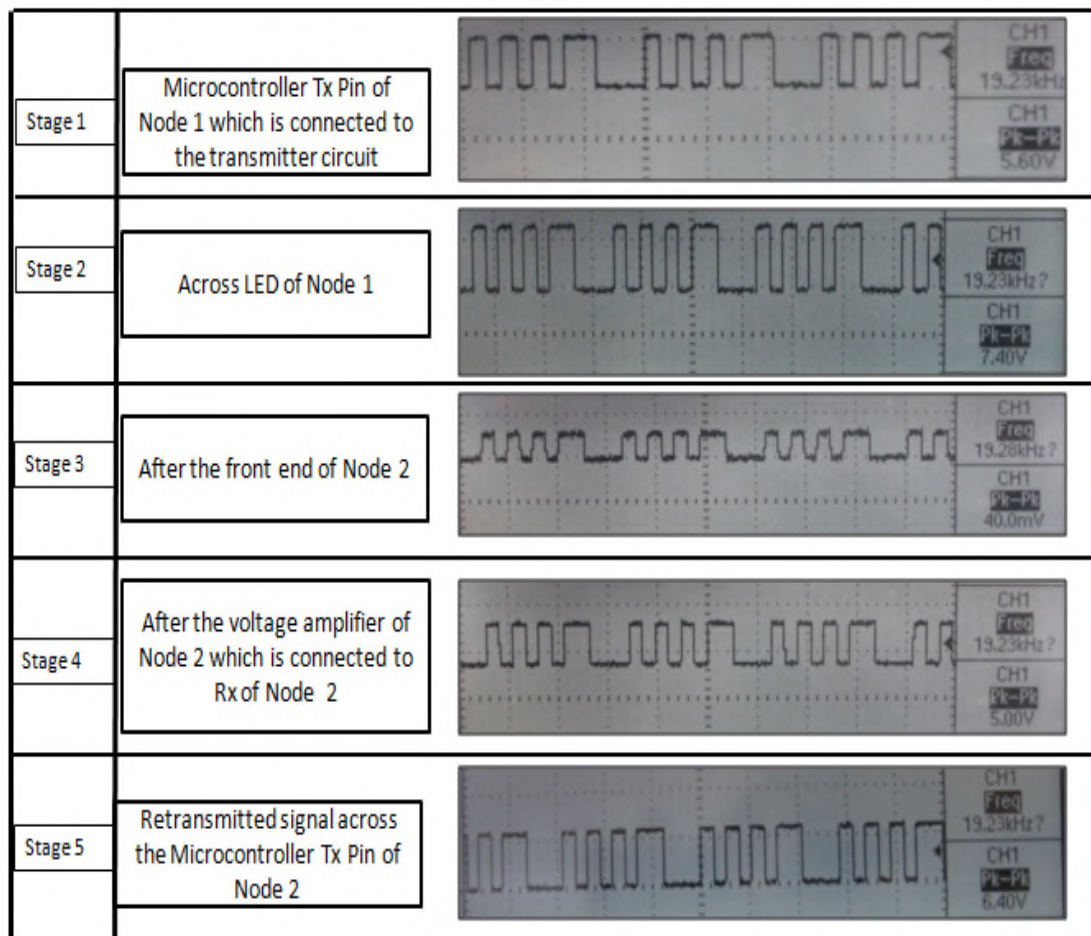 Stage 1
Microcontroller Tx Pin of
Node 1 which is connected to
the transmitter circuit
CH1
Freq
19.23kHz
CH1
Pk-Pk
5.60V
Stage 2
Across LED of Node 1
CH1
Freq
19.23kHz?
CH1
Pk-Pk
7.40V
Stage 3
After the front end of Node 2
CH1
Freq
19.28kHz?
CH1
Pk-Pk
40.0mV
Stage 4
After the voltage amplifier of
Node 2 which is connected to
Rx of Node 2
CH1
Freq
19.23kHz?
CH1
Pk-Pk
5.00V
Stage 5
Retransmitted signal across
the Microcontroller Tx Pin of
Node 2
CH1
Freq
19.23kHz?
CH1
Pk-Pk
6.40V